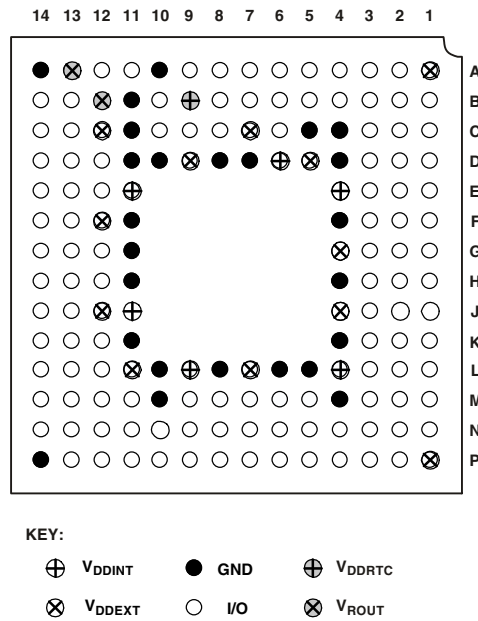 14 13 12 11 10 9 8 7 6 5 4 3 2 1
A
B
C
D
E
F
G
H
J
K
L
M
N
P
KEY:
VDDINT GND VDDRTC
VDDEXT I/O VROUT